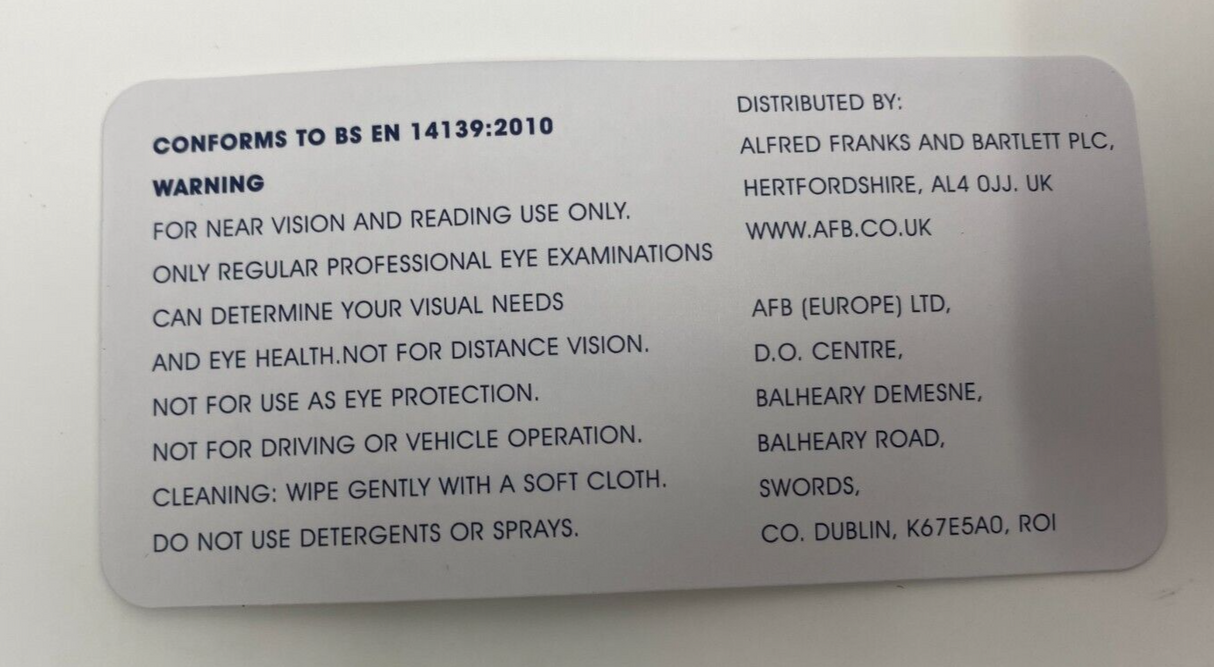 CONFORMS TO BS EN 14139:2010
WARNING
FOR NEAR VISION AND READING USE ONLY.
ONLY REGULAR PROFESSIONAL EYE EXAMINATIONS
CAN DETERMINE YOUR VISUAL NEEDS
AND EYE HEALTH.NOT FOR DISTANCE VISION.
NOT FOR USE AS EYE PROTECTION.
NOT FOR DRIVING OR VEHICLE OPERATION.
CLEANING: WIPE GENTLY WITH A SOFT CLOTH.
DO NOT USE DETERGENTS OR SPRAYS.
DISTRIBUTED BY:
ALFRED FRANKS AND BARTLETT PLC,
HERTFORDSHIRE, AL4 0JJ. UK
WWW.AFB.CO.UK
AFB (EUROPE) LTD,
D.O. CENTRE,
BALHEARY DEMESNE,
BALHEARY ROAD,
SWORDS,
CO. DUBLIN, K67E5A0, ROI